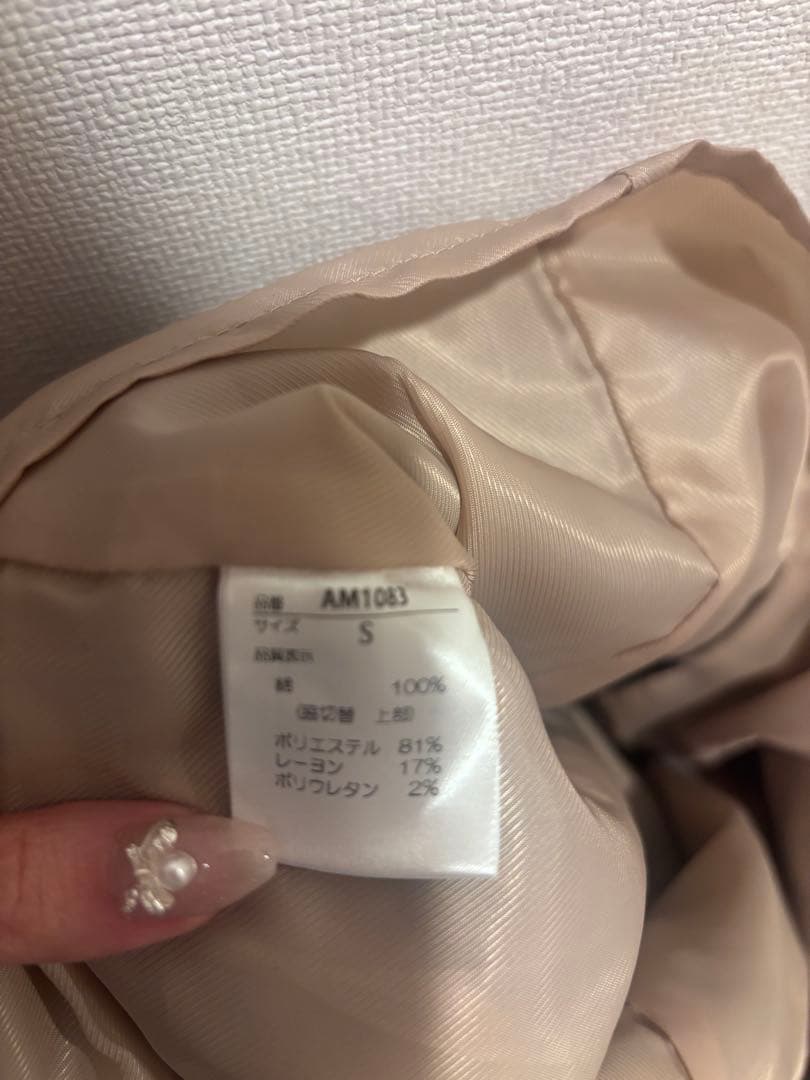 品番 AM1083
サイズ S
品質表示
綿 100%
(肩切替 上部)
ポリエステル 81%
レーヨン 17%
ポリウレタン 2%